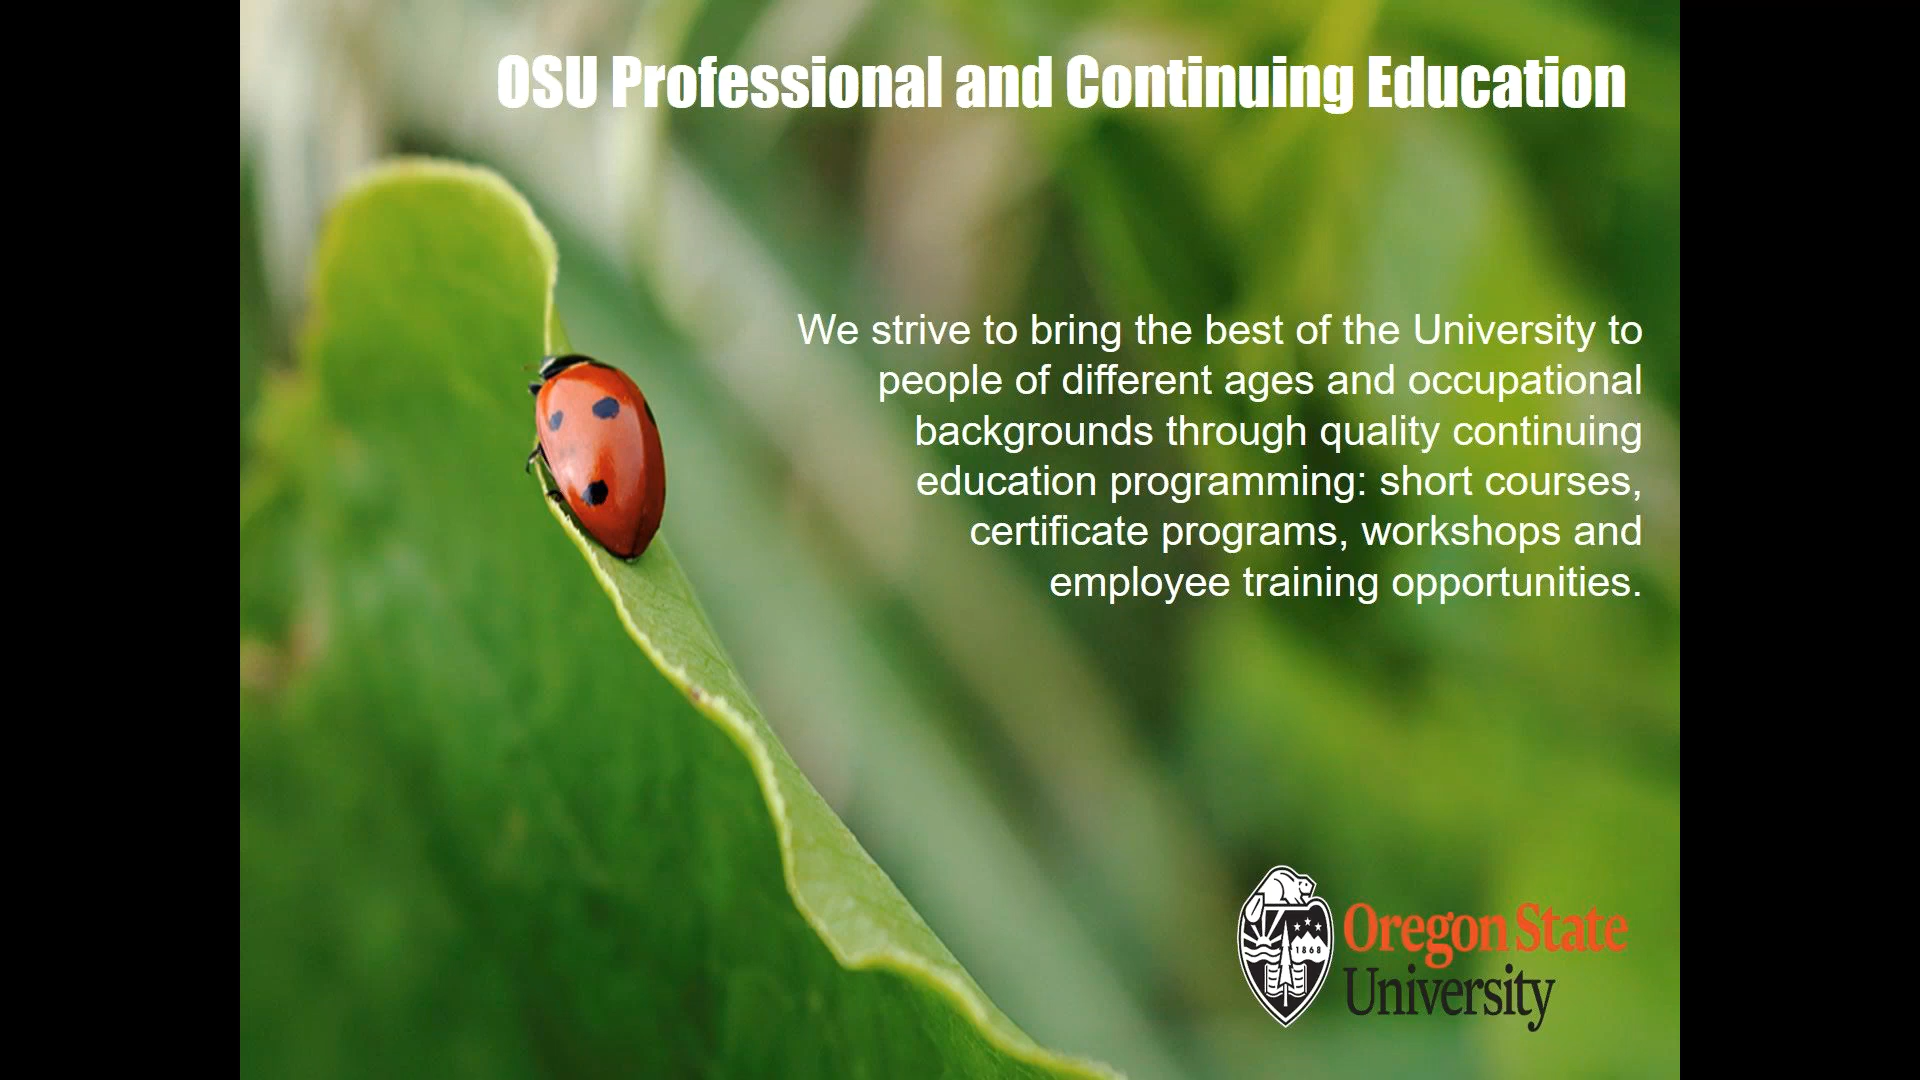 OSU Professional and Continuing Education
We strive to bring the best of the University to
people of different ages and occupational
backgrounds through quality continuing
education programming: short courses,
certificate programs, workshops and
employee training opportunities.
1868
Oregon State
University